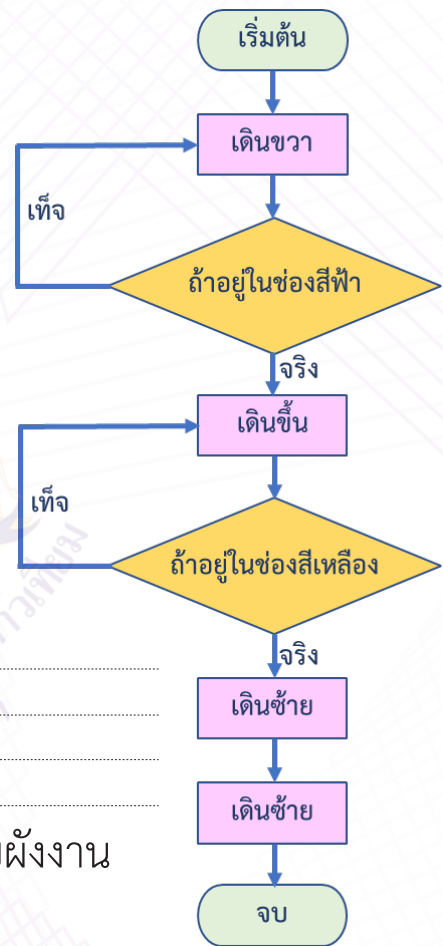 เริ่มต้น
เดินขวา
เท็จ
ถ้าอยู่ในช่องสีฟ้า
จริง
เดินขึ้น
เท็จ
ถ้าอยู่ในช่องสีเหลือง
จริง
เดินซ้าย
เดินซ้าย
ผังงาน
จบ